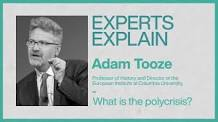 EXPERTS
EXPLAIN
Adam Tooze
Professor of History and Director of the
European Institute at Columbia University
What is the polycrisis?